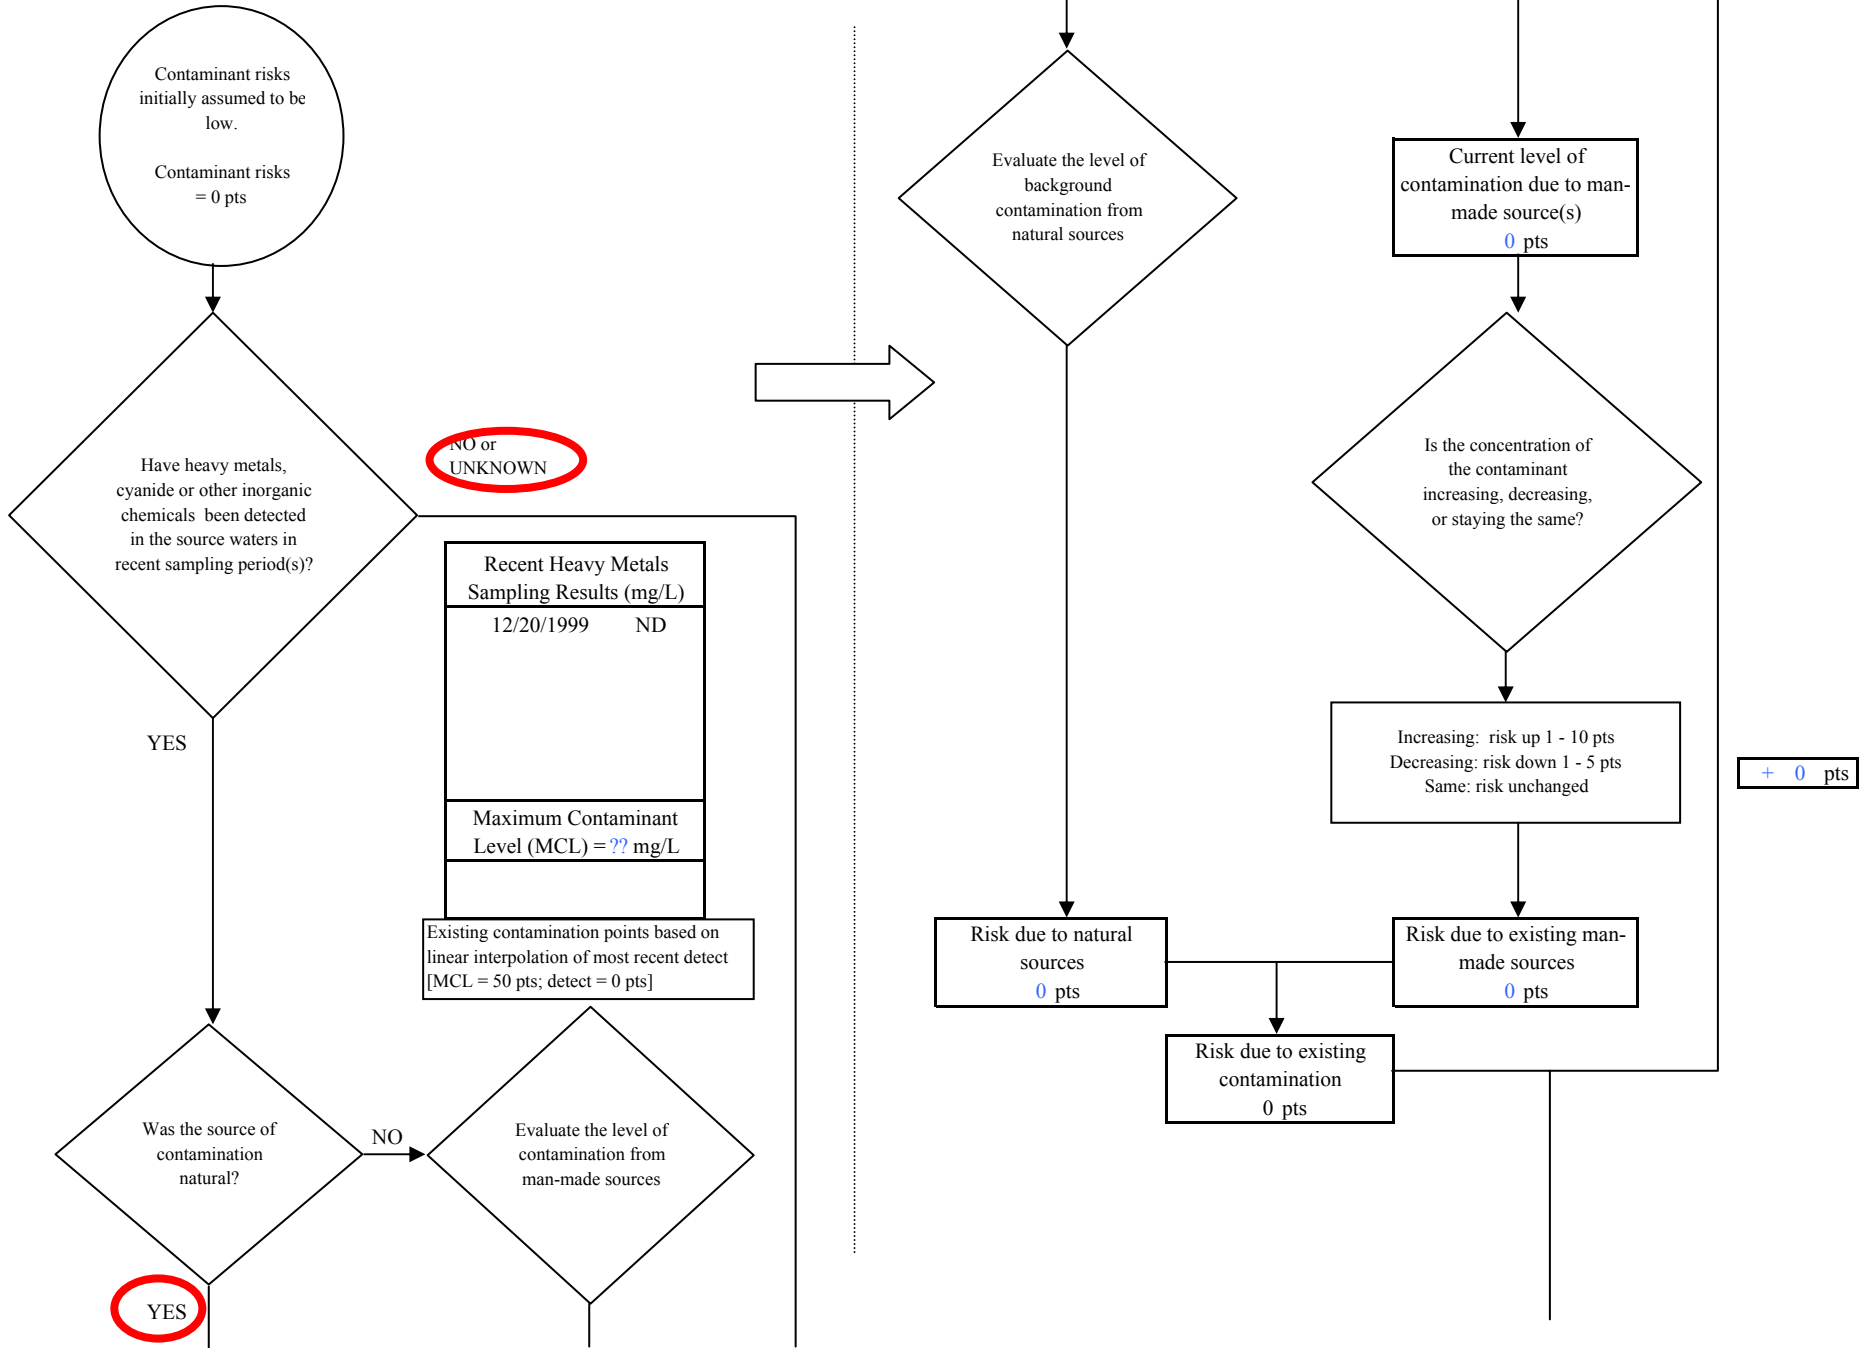 Contaminant risks
initially assumed to be
low.
Contaminant risks
= 0 pts
Have heavy metals,
cyanide or other inorganic
chemicals been detected
in the source waters in
recent sampling period(s)?
NO or
UNKNOWN
YES
Recent Heavy Metals
Sampling Results (mg/L)
12/20/1999 ND
Maximum Contaminant
Level (MCL) = ?? mg/L
Existing contamination points based on
linear interpolation of most recent detect
[MCL = 50 pts; detect = 0 pts]
Was the source of
contamination
natural?
NO
Evaluate the level of
contamination from
man-made sources
YES
Evaluate the level of
background
contamination from
natural sources
Current level of
contamination due to man-
made source(s)
0 pts
Is the concentration of
the contaminant
increasing, decreasing,
or staying the same?
Increasing: risk up 1 - 10 pts
Decreasing: risk down 1 - 5 pts
Same: risk unchanged
+ 0 pts
Risk due to natural
sources
0 pts
Risk due to existing man-
made sources
0 pts
Risk due to existing
contamination
0 pts